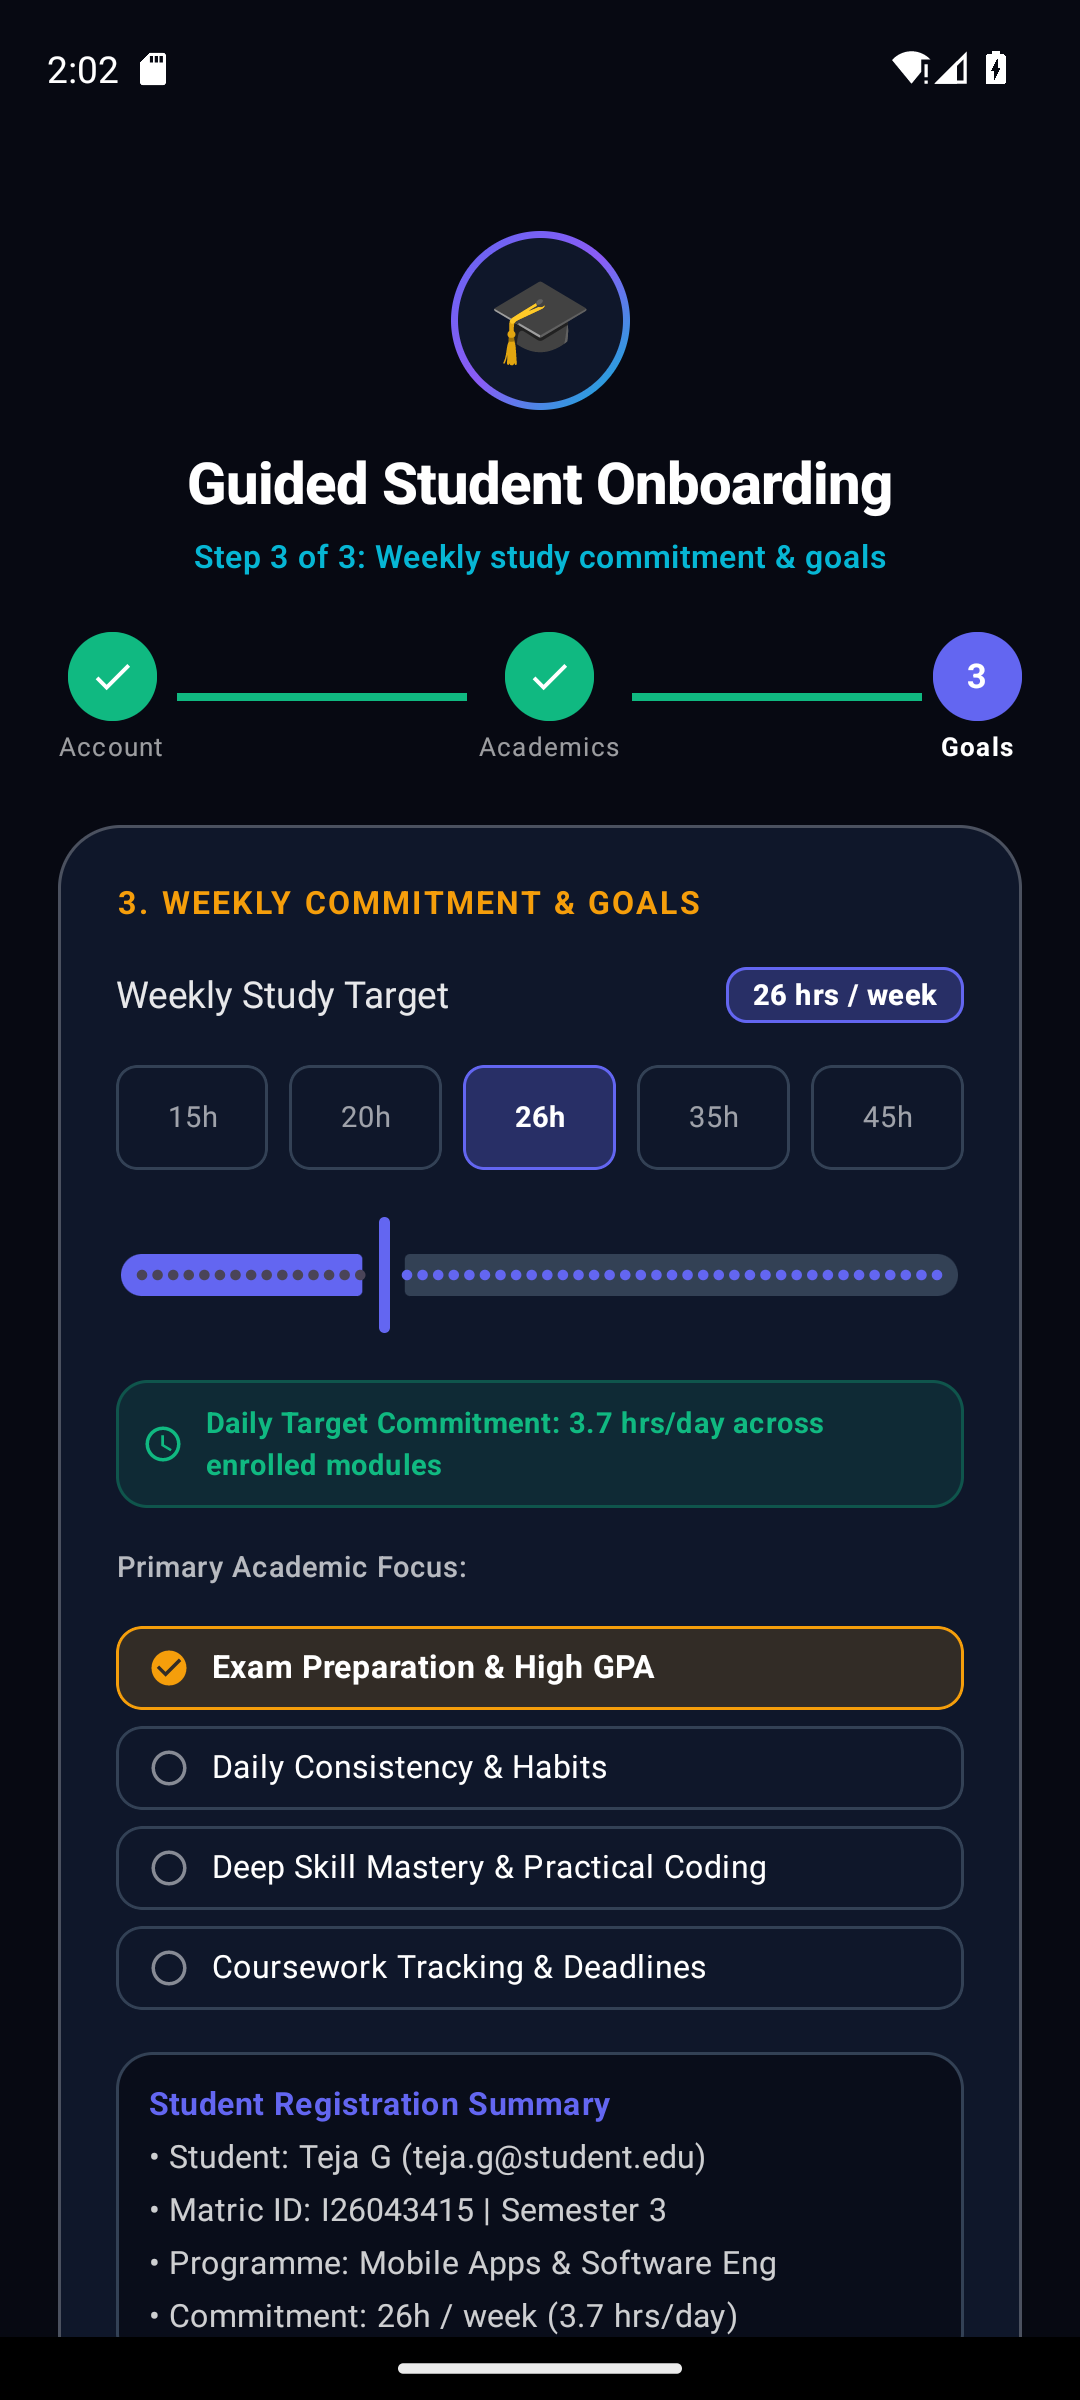 2:02
Guided Student Onboarding
Step 3 of 3: Weekly study commitment & goals
3
Account
Academics
Goals
3. WEEKLY COMMITMENT & GOALS
Weekly Study Target
26 hrs / week
15h
20h
26h
35h
45h
Daily Target Commitment: 3.7 hrs/day across
enrolled modules
Primary Academic Focus:
Exam Preparation & High GPA
Daily Consistency & Habits
Deep Skill Mastery & Practical Coding
Coursework Tracking & Deadlines
Student Registration Summary
• Student: Teja G (teja.g@student.edu)
• Matric ID: I26043415 | Semester 3
• Programme: Mobile Apps & Software Eng
• Commitment: 26h / week (3.7 hrs/day)